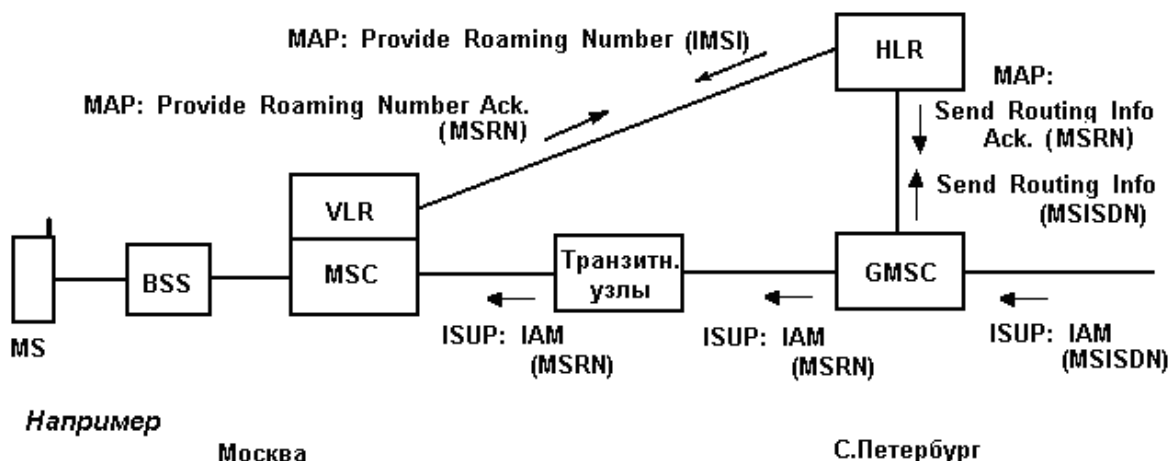 MAP: Provide Roaming Number (IMSI)
HLR
MAP:
MAP: Provide Roaming Number Ack.
(MSRN)
Send Routing Info
Ack. (MSRN)
Send Routing Info
(MSISDN)
VLR
MSC
BSS
MS
Транзитн.
узлы
GMSC
ISUP: IAM
(MSRN)
ISUP: IAM
(MSRN)
ISUP: IAM
(MSISDN)
Например
Москва
С.Петербург